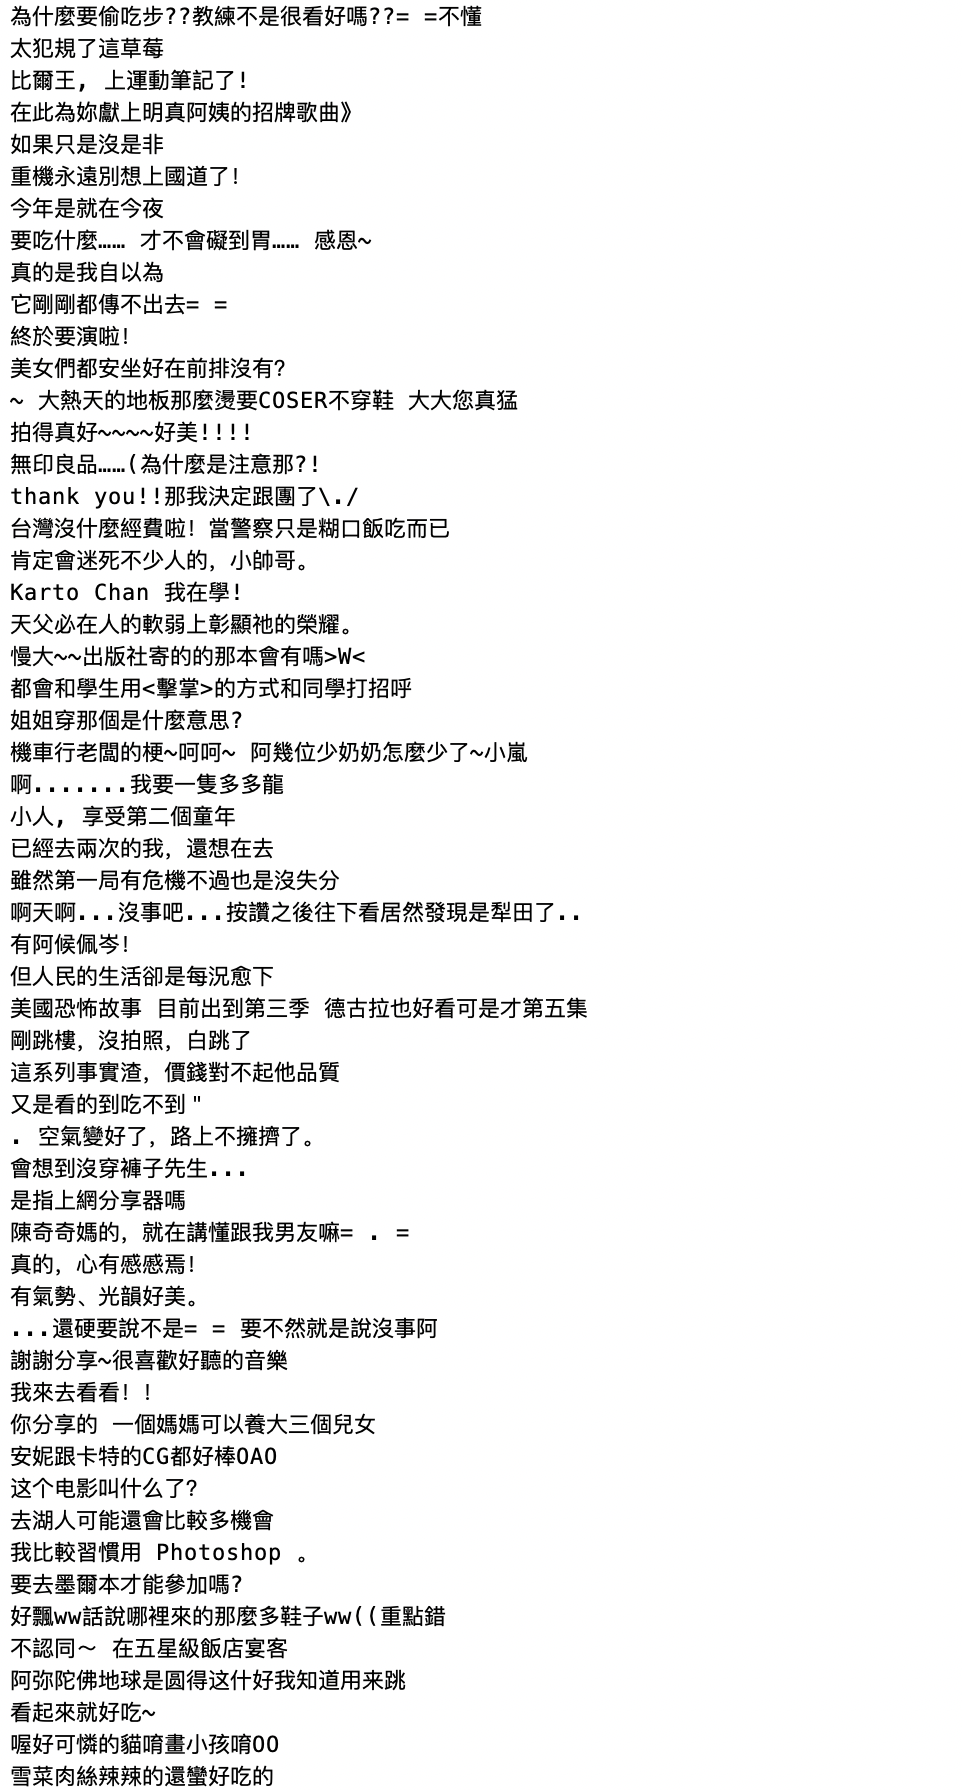 為什麼要偷吃步??教練不是很看好嗎??= =不懂
太犯規了這草莓
比爾王, 上運動筆記了!
在此為妳獻上明真阿姨的招牌歌曲》
如果只是沒是非
重機永遠別想上國道了!
今年是就在今夜
要吃什麼…… 才不會礙到胃…… 感恩~
真的是我自以為
它剛剛都傳不出去= =
終於要演啦!
美女們都安坐好在前排沒有?
~ 大熱天的地板那麼燙要COSER不穿鞋 大大您真猛
拍得真好~~~~好美!!!!
無印良品……(為什麼是注意那?!
thank you!!那我決定跟團了\./
台灣沒什麼經費啦! 當警察只是糊口飯吃而已
肯定會迷死不少人的, 小帥哥。
Karto Chan 我在學!
天父必在人的軟弱上彰顯祂的榮耀。
慢大~~出版社寄的的那本會有嗎>W<
都會和學生用<擊掌>的方式和同學打招呼
姐姐穿那個是什麼意思?
機車行老闆的梗~呵呵~ 阿幾位少奶奶怎麼少了~小嵐
啊.......我要一隻多多龍
小人, 享受第二個童年
已經去兩次的我, 還想在去
雖然第一局有危機不過也是沒失分
啊天啊...沒事吧...按讚之後往下看居然發現是犁田了..
有阿候佩岑!
但人民的生活卻是每況愈下
美國恐怖故事 目前出到第三季 德古拉也好看可是才第五集
剛跳樓, 沒拍照, 白跳了
這系列事實渣, 價錢對不起他品質
又是看的到吃不到 "
. 空氣變好了, 路上不擁擠了。
會想到沒穿褲子先生...
是指上網分享器嗎
陳奇奇媽的, 就在講懂跟我男友嘛= . =
真的, 心有慼慼焉!
有氣勢、光韻好美。
...還硬要說不是= = 要不然就是說沒事阿
謝謝分享~很喜歡好聽的音樂
我來去看看! !
你分享的 一個媽媽可以養大三個兒女
安妮跟卡特的CG都好棒OAO
这个电影叫什么了?
去湖人可能還會比較多機會
我比較習慣用 Photoshop 。
要去墨爾本才能參加嗎?
好飄ww話說哪裡來的那麼多鞋子ww((重點錯
不認同～ 在五星級飯店宴客
阿弥陀佛地球是圆得这什好我知道用来跳
看起來就好吃~
喔好可憐的貓唷畫小孩唷OO
雪菜肉絲辣辣的還蠻好吃的